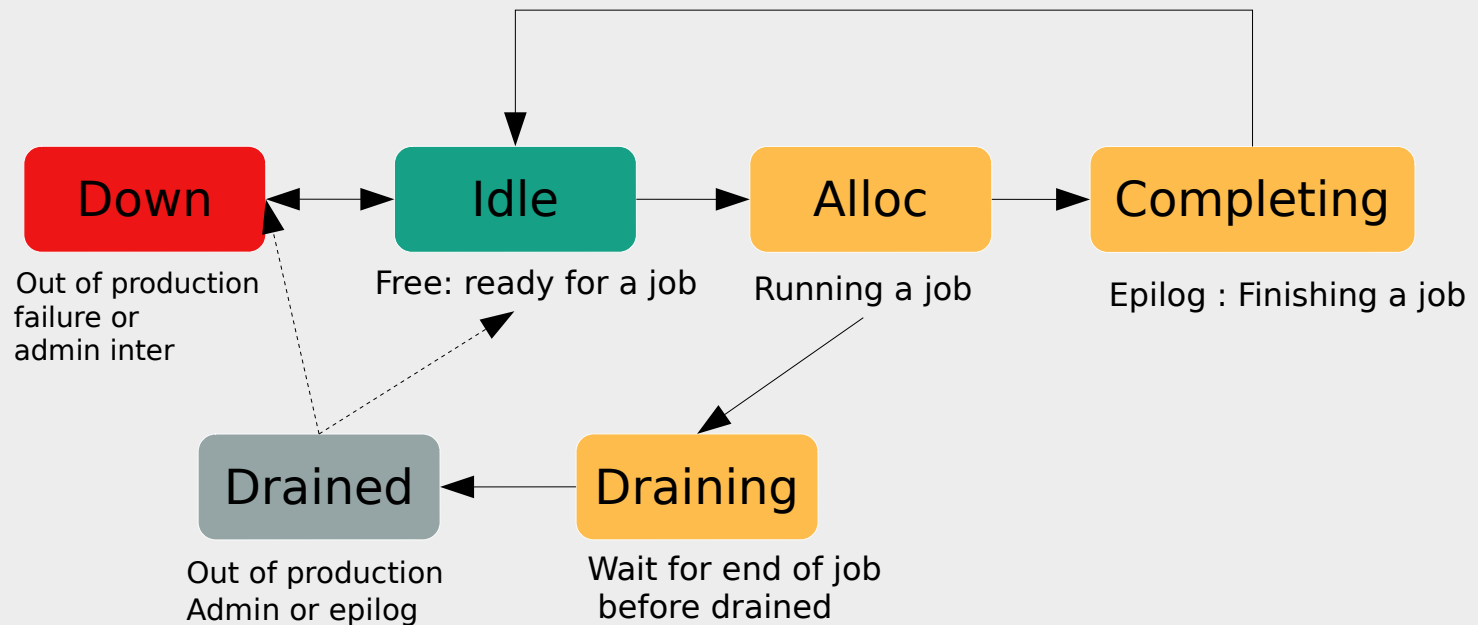 Down
Idle
Alloc
Completing
Out of production
failure or
admin inter
Free: ready for a job
Running a job
Epilog : Finishing a job
Drained
Draining
Out of production
Admin or epilog
Wait for end of job
before drained